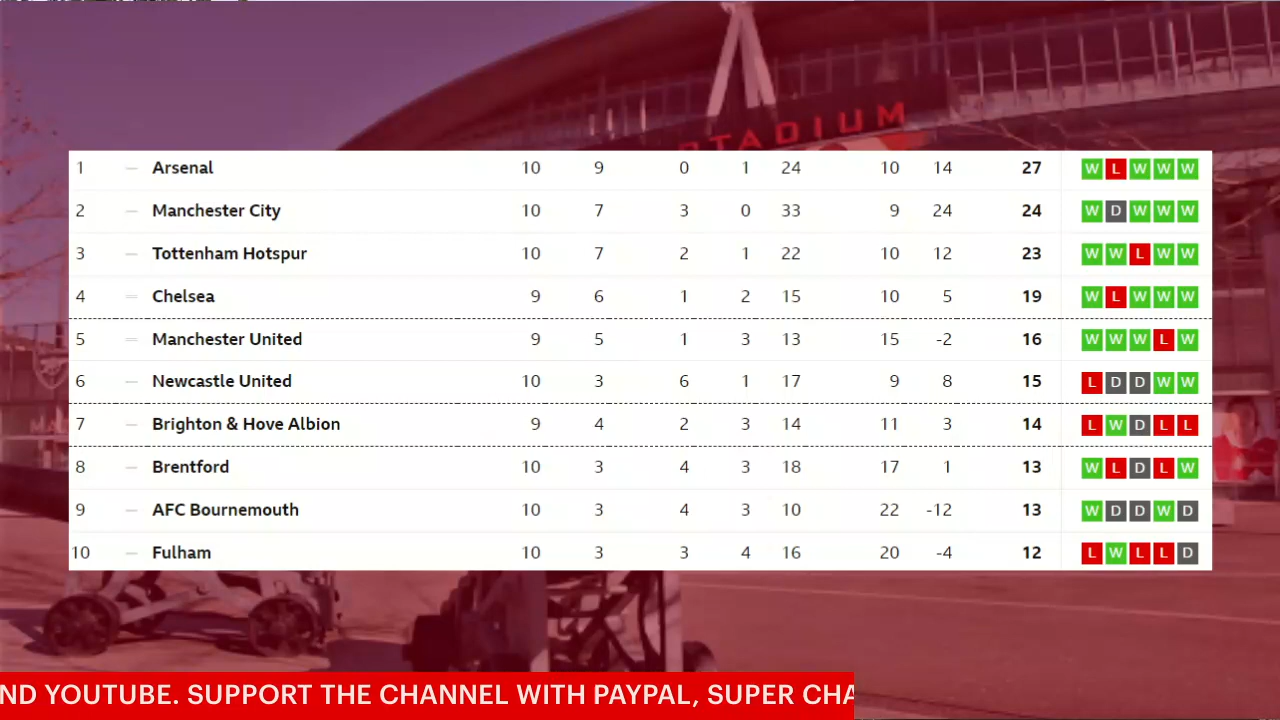 STADIUM
1 Arsenal 10 9 0 1 24 10 14 27 W L W W W
2 Manchester City 10 7 3 0 33 9 24 24 W D W W W
3 Tottenham Hotspur 10 7 2 1 22 10 12 23 W W L W W
4 Chelsea 9 6 1 2 15 10 5 19 W L W W W
5 Manchester United 9 5 1 3 13 15 -2 16 W W W L W
6 Newcastle United 10 3 6 1 17 9 8 15 L D D W W
7 Brighton & Hove Albion 9 4 2 3 14 11 3 14 L W D L L
8 Brentford 10 3 4 3 18 17 1 13 W L D L W
9 AFC Bournemouth 10 3 4 3 10 22 -12 13 W D D W D
10 Fulham 10 3 3 4 16 20 -4 12 L W L L D
ND YOUTUBE. SUPPORT THE CHANNEL WITH PAYPAL, SUPER CHA